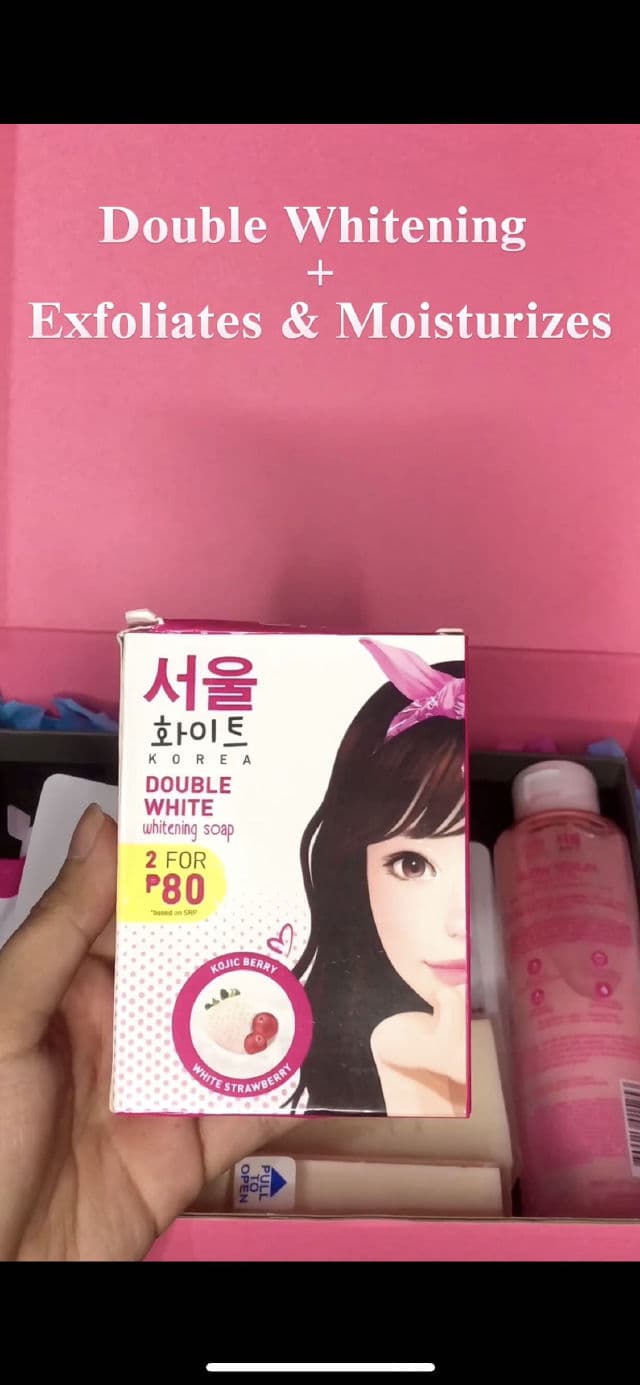 Double Whitening
+
Exfoliates & Moisturizes
서울
화이트
KOREA
DOUBLE
WHITE
whitening soap
2 FOR
₱80
*based on SRP
KOJIC BERRY
WHITE STRAWBERRY
PULL
TO
OPEN